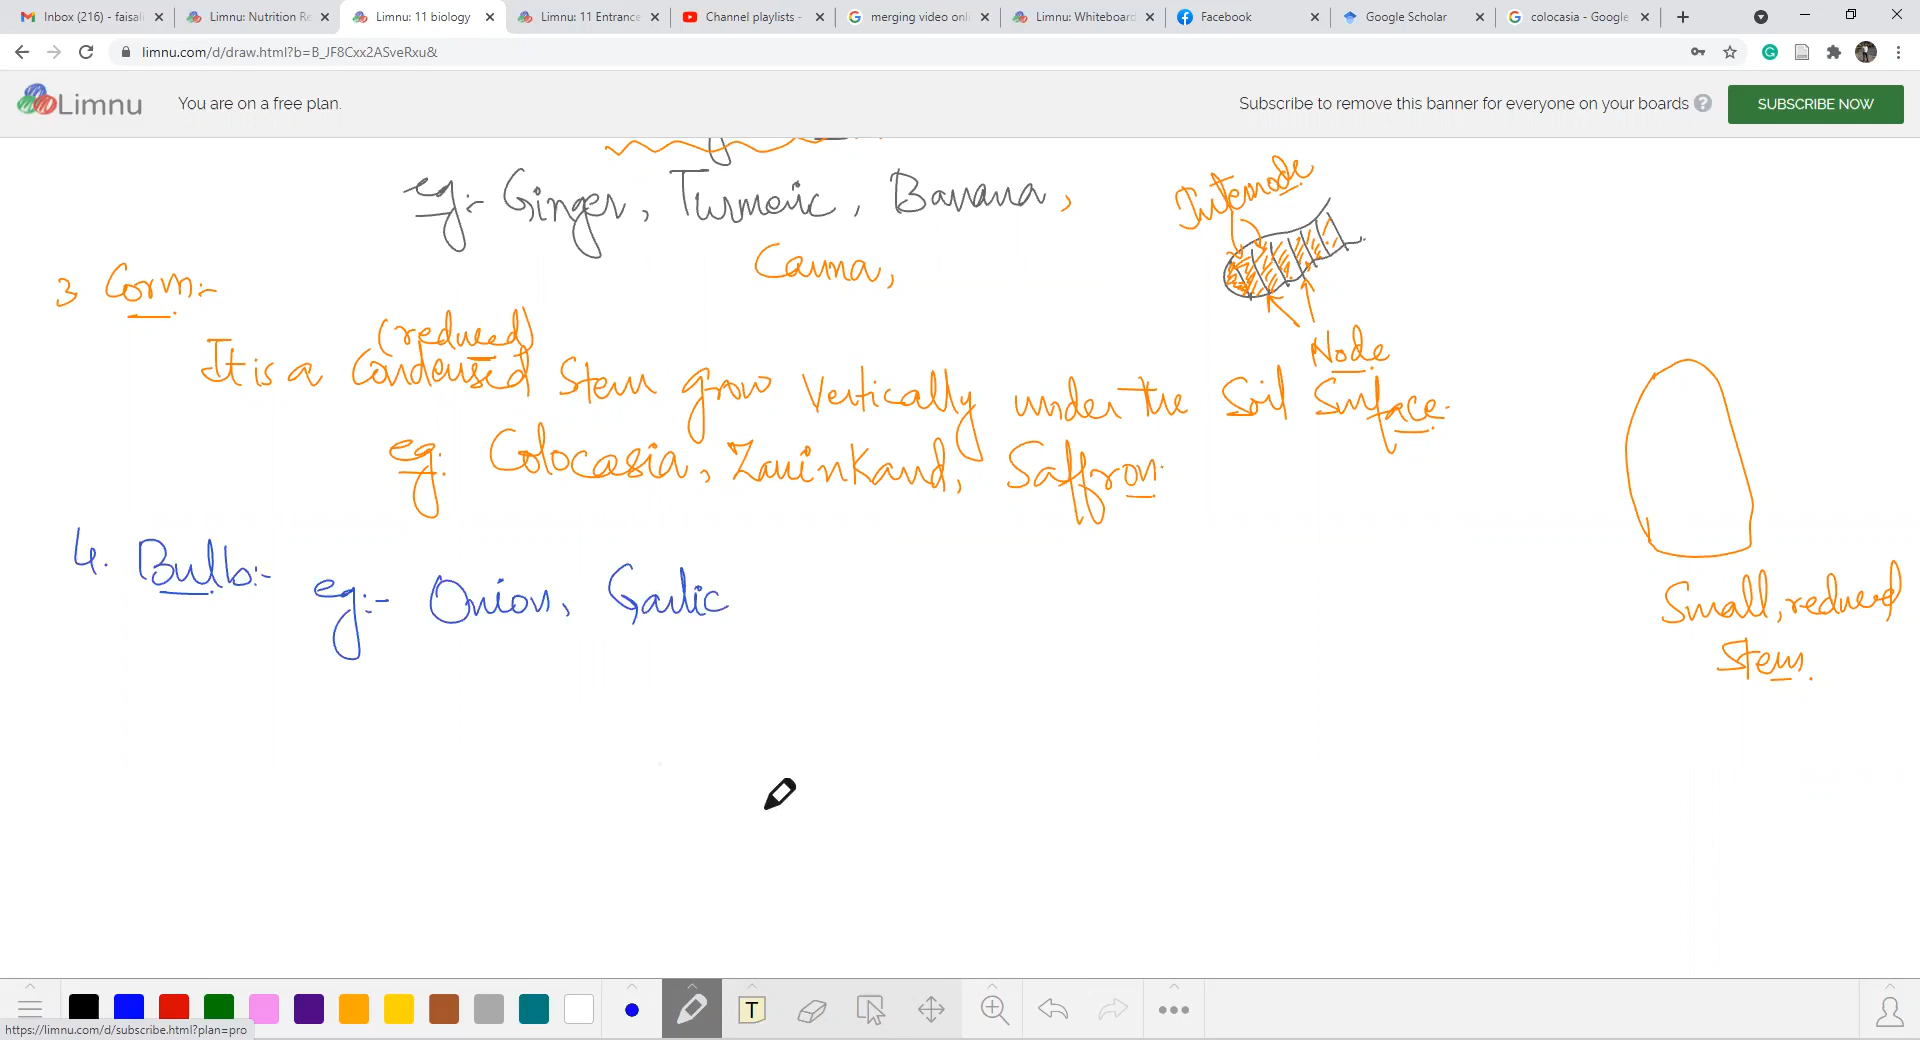 Inbox (216) - faisal
Limnu: Nutrition Re
Limnu: 11 biology
Limnu: 11 Entrance
Channel playlists -
merging video onl
Limnu: Whiteboard
Facebook
Google Scholar
colocasia - Google
limnu.com/d/draw.html?b=B_JF8Cxx2ASveRxu&
Limnu
You are on a free plan.
Subscribe to remove this banner for everyone on your boards
SUBSCRIBE NOW
eg:- Ginger, Turmeric, Banana,
Canna,
Internode
Node
3 Corm:-
(reduced)
It is a Condensed Stem grow Vertically under the Soil Surface.
eg: Colocasia, Zaminkand, Saffron.
4. Bulb:-
eg:- Onion, Garlic
Small, reduced
Stem.
T
https://limnu.com/d/subscribe.html?plan=pro